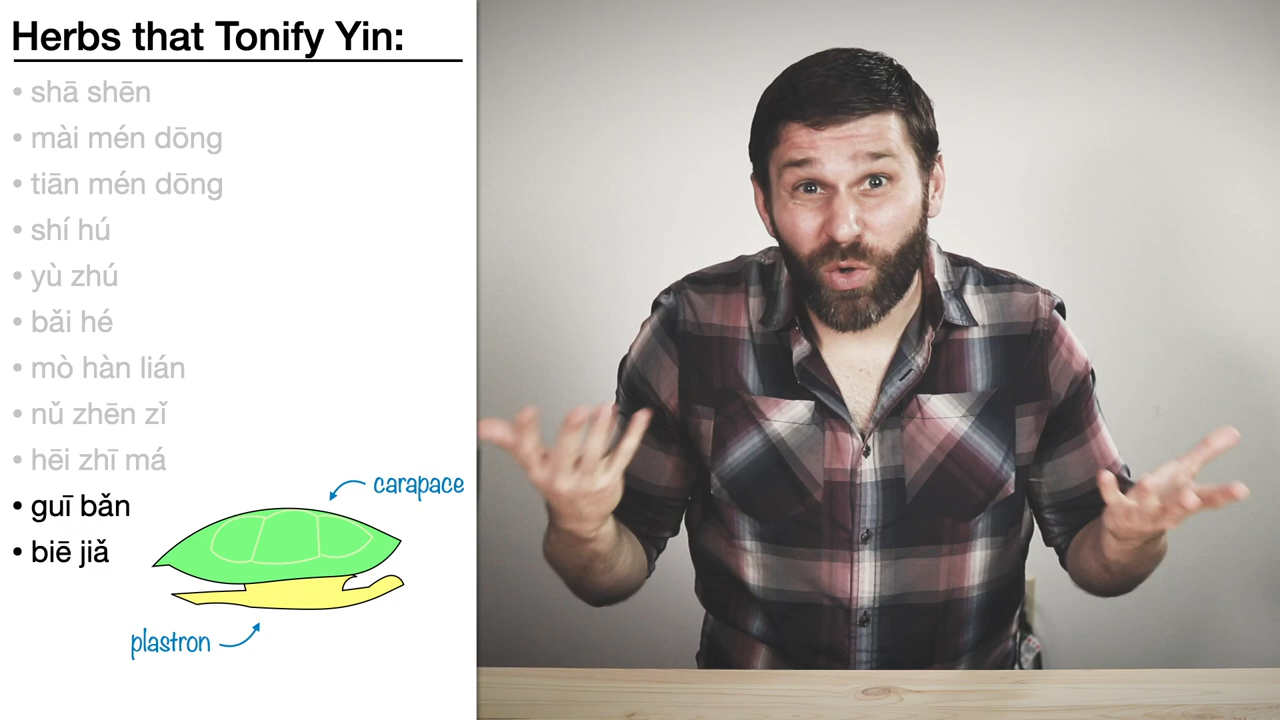 Herbs that Tonify Yin:
• shā shēn
• mài mén dōng
• tiān mén dōng
• shí hú
• yù zhú
• bǎi hé
• mò hàn lián
• nǔ zhēn zǐ
• hēi zhī má
• guī bǎn
• biē jiǎ
carapace
plastron